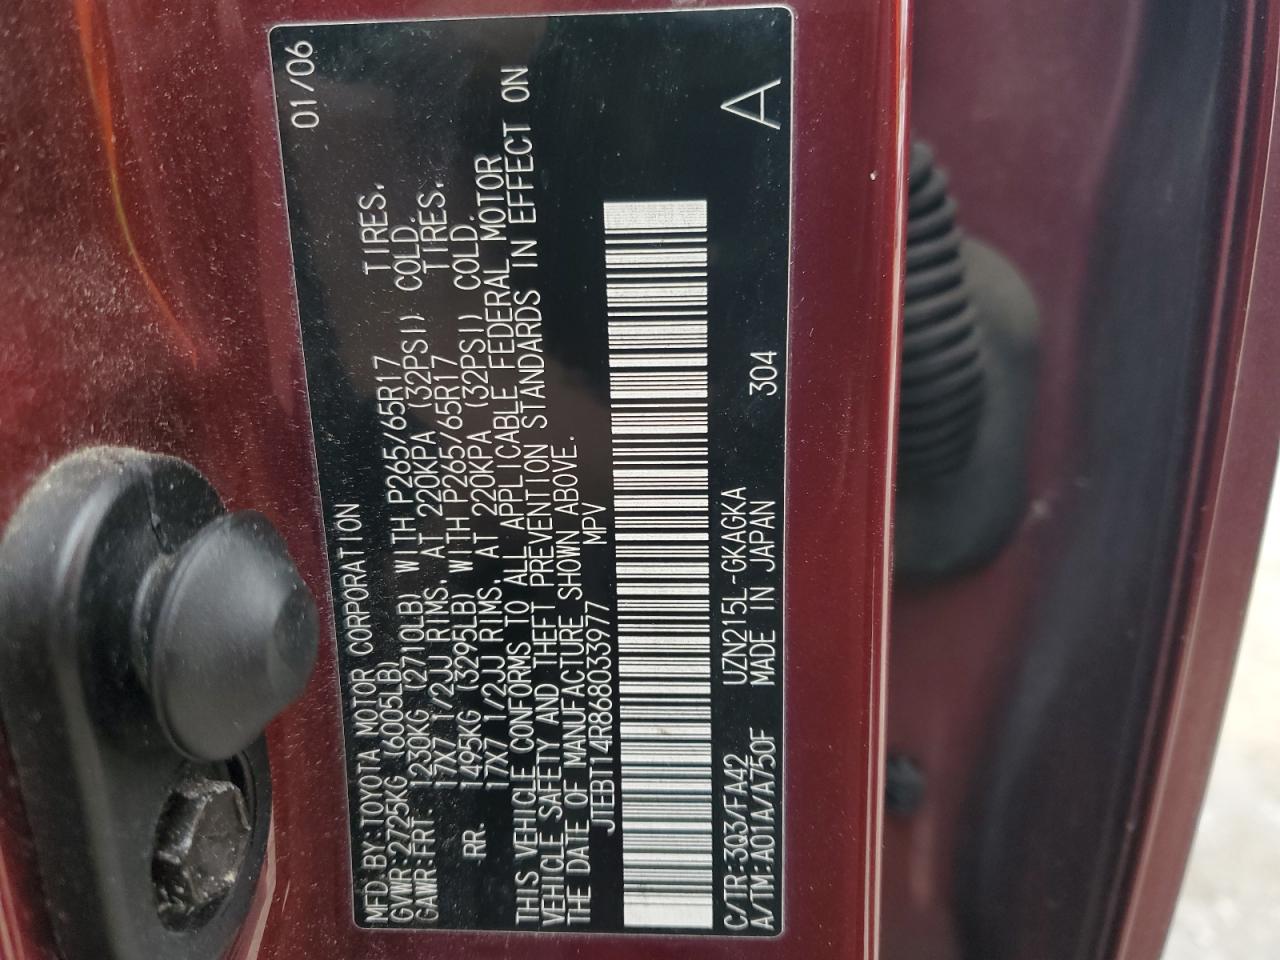 MFD.BY:TOYOTA MOTOR CORPORATION 01/06
GVWR:2725KG (6005LB)
GAWR:FRT: 1230KG (2710LB) WITH P265/65R17 TIRES.
17X7 1/2JJ RIMS. AT 220KPA (32PSI) COLD.
RR. 1495KG (3295LB) WITH P265/65R17 TIRES.
17X7 1/2JJ RIMS. AT 220KPA (32PSI) COLD.
THIS VEHICLE CONFORMS TO ALL APPLICABLE FEDERAL MOTOR
VEHICLE SAFETY AND THEFT PREVENTION STANDARDS IN EFFECT ON
THE DATE OF MANUFACTURE SHOWN ABOVE.
JTEBT14R868033977 MPV
C/TR:3Q3/FA42 UZN215L-GKAGKA 304 A
A/TM:A01A/A750F MADE IN JAPAN